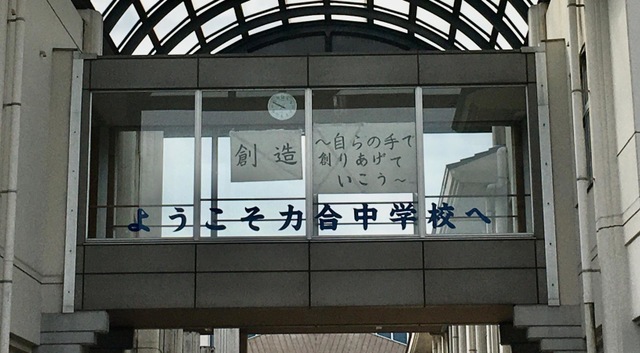 創造
～自らの手で
創りあげて
いこう～
ようこそ力合中学校へ